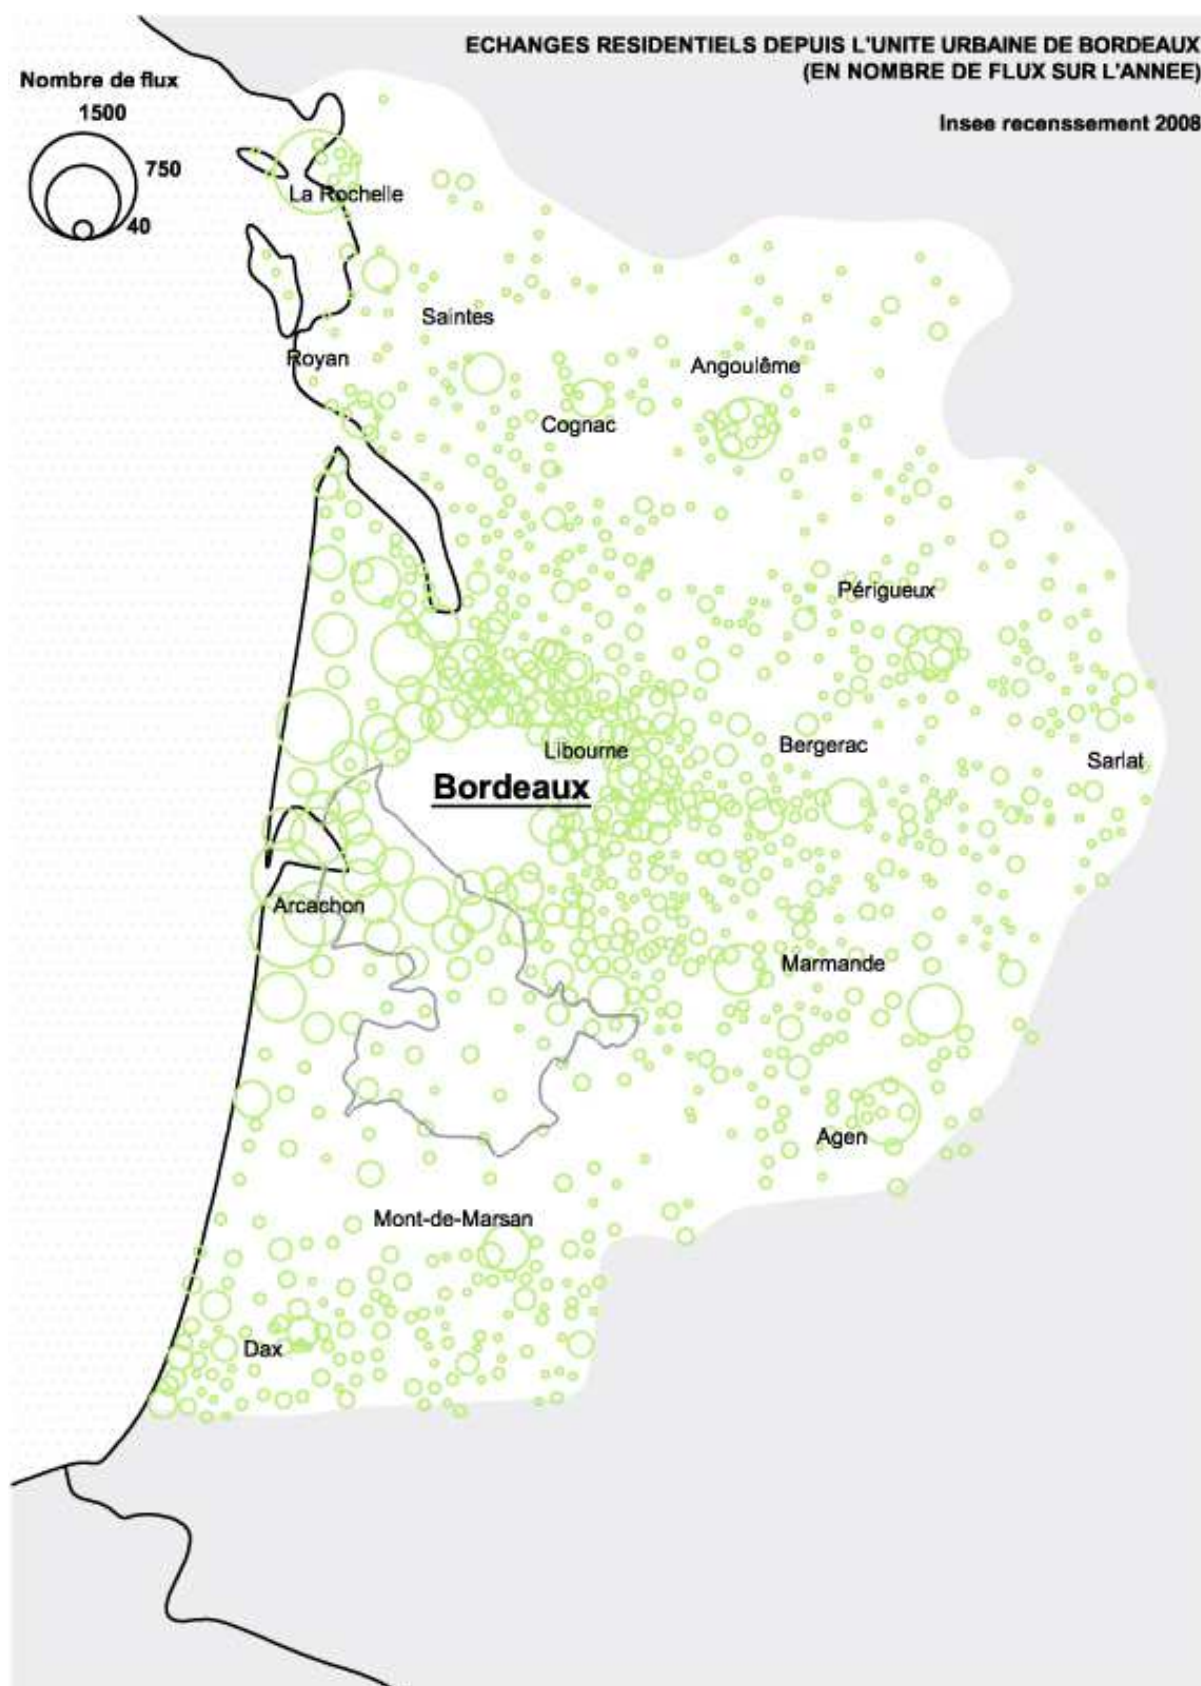 ECHANGES RESIDENTIELS DEPUIS L'UNITE URBAINE DE BORDEAUX
(EN NOMBRE DE FLUX SUR L'ANNEE)
Insee recenssement 2008
Nombre de flux
1500
750
40
La Rochelle
Saintes
Royan
Angoulême
Cognac
Périgueux
Libourne
Bergerac
Sarlat
Bordeaux
Arcachon
Marmande
Agen
Mont-de-Marsan
Dax